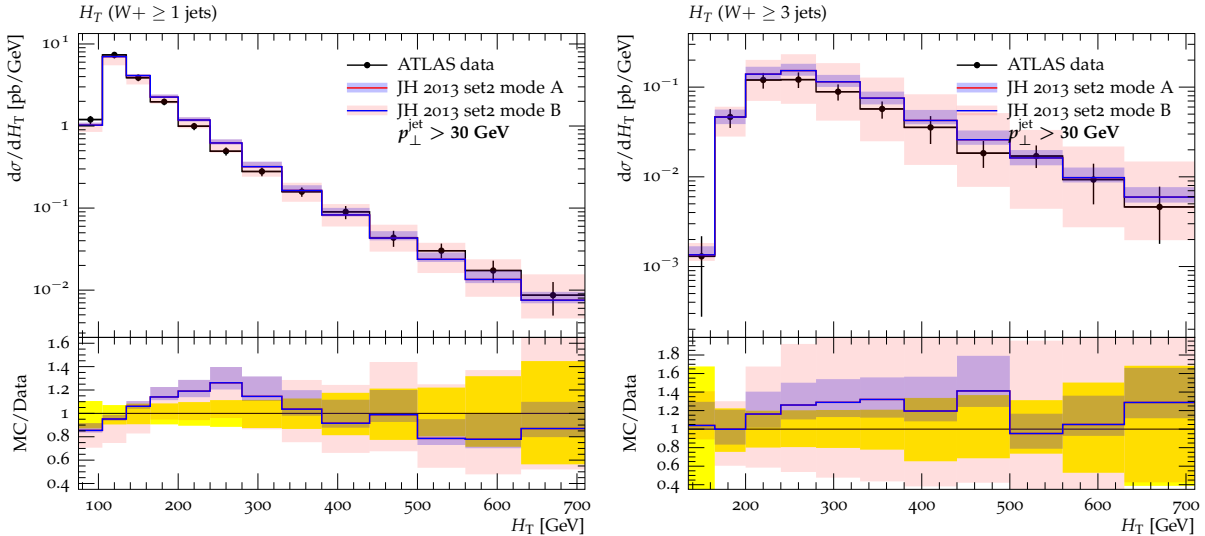 H_T (W+ ≥ 1 jets)
dσ/dH_T [pb/GeV]
10^1
1
10^−1
10^−2
ATLAS data
JH 2013 set2 mode A
JH 2013 set2 mode B
p_⊥^jet > 30 GeV
MC/Data
1.6
1.4
1.2
1
0.8
0.6
0.4
100 200 300 400 500 600 700
H_T [GeV]
H_T (W+ ≥ 3 jets)
dσ/dH_T [pb/GeV]
10^−1
10^−2
10^−3
ATLAS data
JH 2013 set2 mode A
JH 2013 set2 mode B
p_⊥^jet > 30 GeV
MC/Data
1.8
1.6
1.4
1.2
1
0.8
0.6
0.4
200 300 400 500 600 700
H_T [GeV]